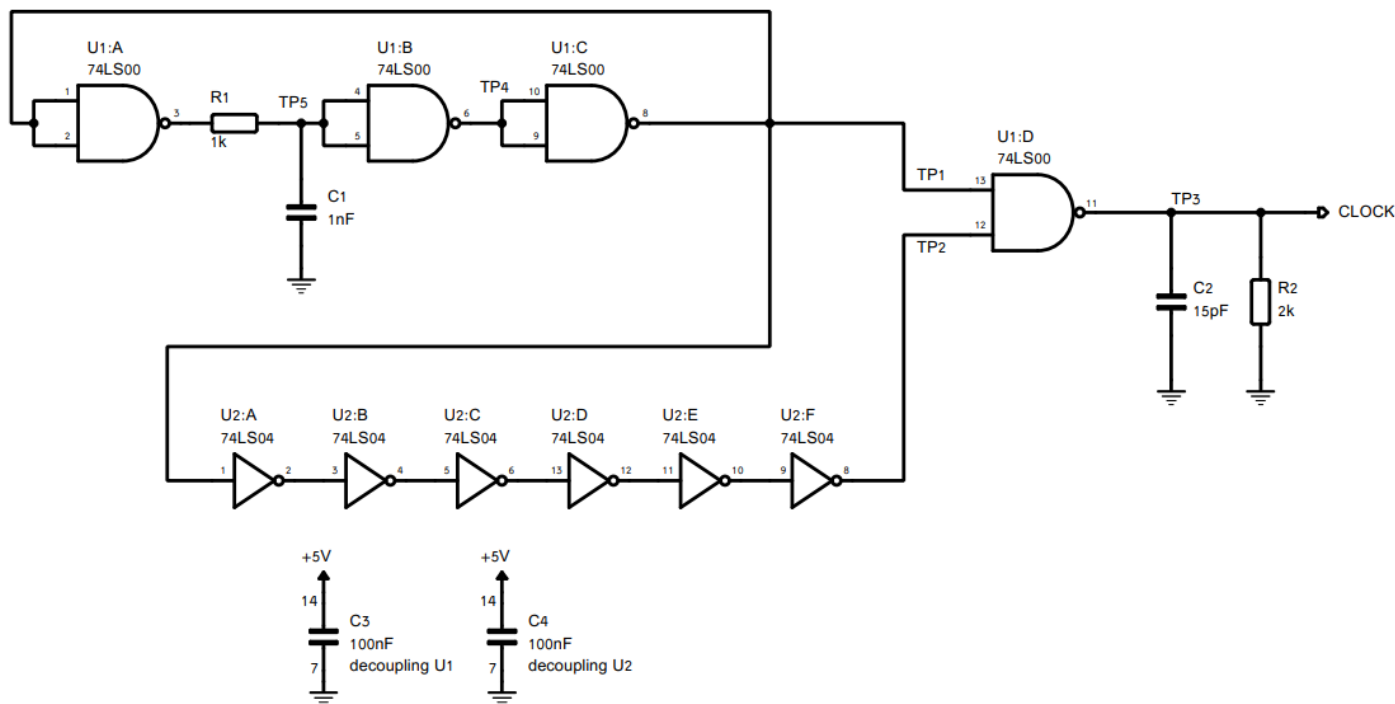 U1:A
74LS00
1
2
3
R1
1k
TP5
C1
1nF
U1:B
74LS00
4
5
6
TP4
U1:C
74LS00
10
9
8
TP1
TP2
U1:D
74LS00
13
12
11
TP3
CLOCK
C2
15pF
R2
2k
U2:A
74LS04
1
2
U2:B
74LS04
3
4
U2:C
74LS04
5
6
U2:D
74LS04
13
12
U2:E
74LS04
11
10
U2:F
74LS04
9
8
+5V
14
C3
100nF
7
decoupling U1
+5V
14
C4
100nF
7
decoupling U2